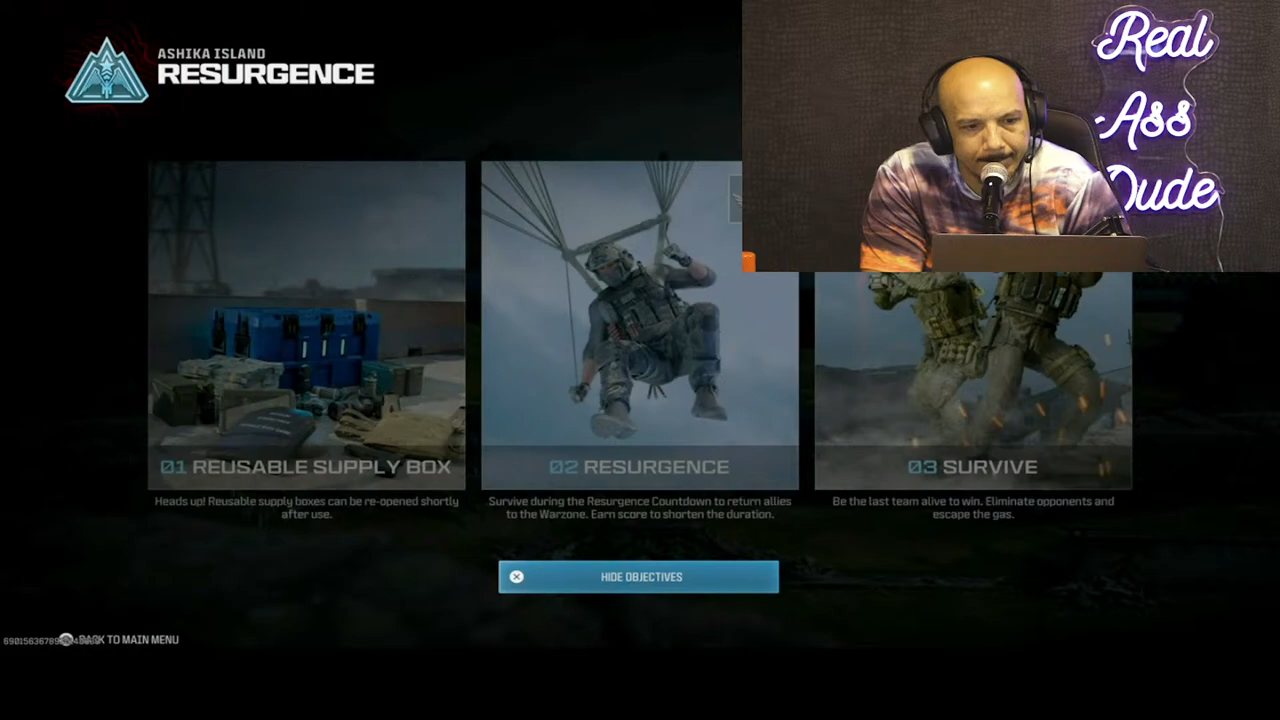 ASHIKA ISLAND
RESURGENCE
Real
Ass
Dude
01 REUSABLE SUPPLY BOX
Heads up! Reusable supply boxes can be re-opened shortly
after use.
02 RESURGENCE
Survive during the Resurgence Countdown to return allies
to the Warzone. Earn score to shorten the duration.
03 SURVIVE
Be the last team alive to win. Eliminate opponents and
escape the gas.
HIDE OBJECTIVES
BACK TO MAIN MENU